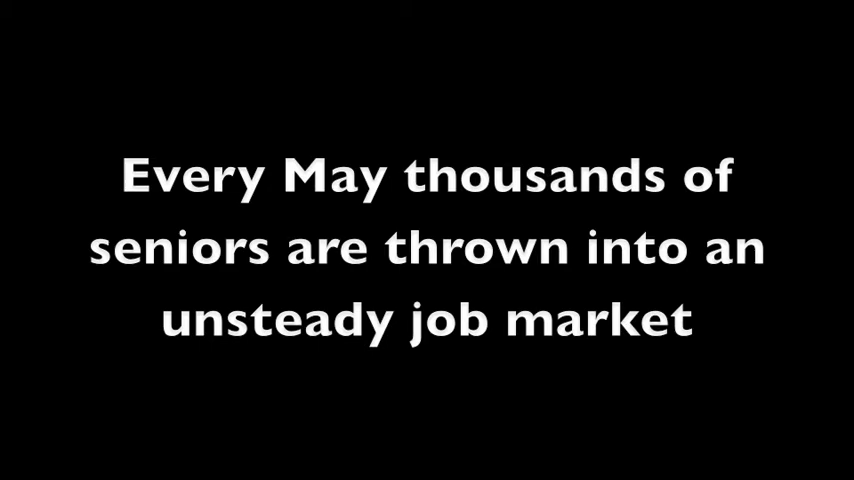 Every May thousands of
seniors are thrown into an
unsteady job market